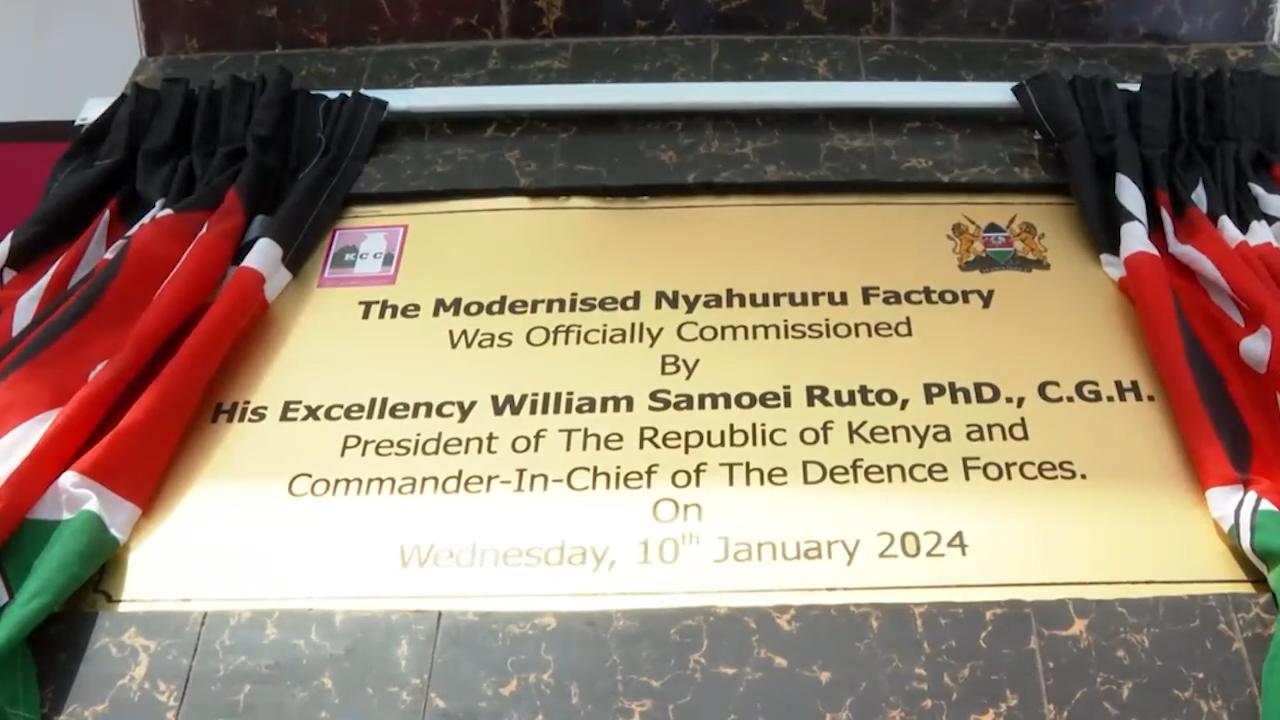 KCC
The Modernised Nyahururu Factory
Was Officially Commissioned
By
His Excellency William Samoei Ruto, PhD., C.G.H.
President of The Republic of Kenya and
Commander-In-Chief of The Defence Forces.
On
Wednesday, 10th January 2024